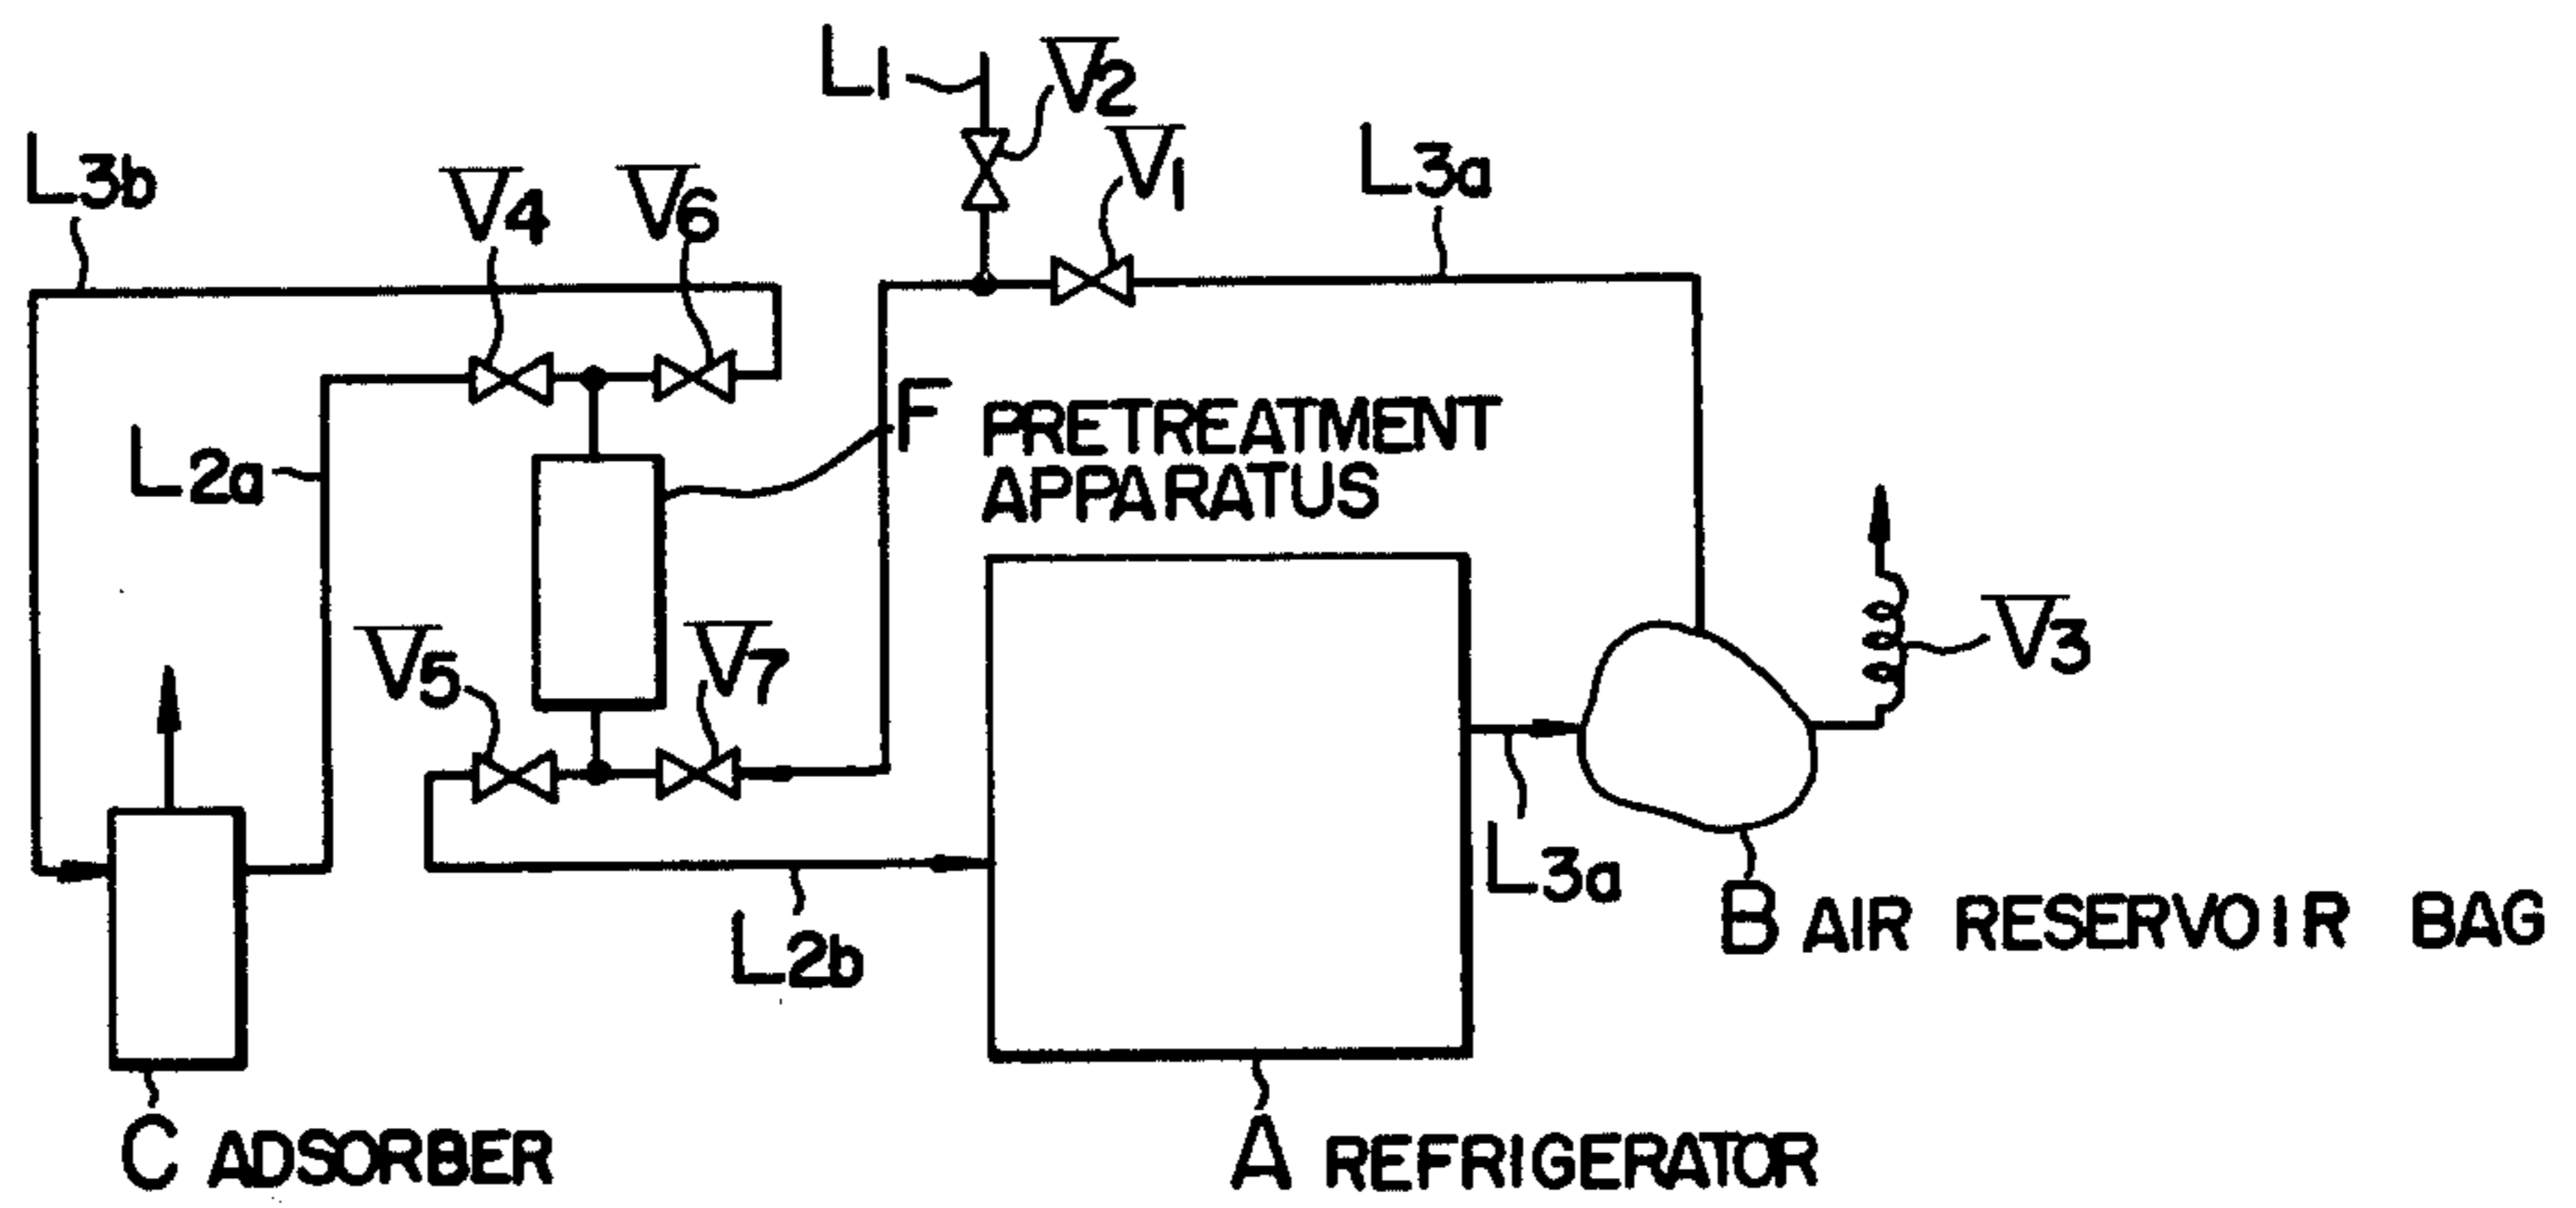 L1
V2
V1
L3a
L3b
V4
V6
F PRETREATMENT
APPARATUS
L2a
V5
V7
V3
L3a
L2b
B AIR RESERVOIR BAG
C ADSORBER
A REFRIGERATOR